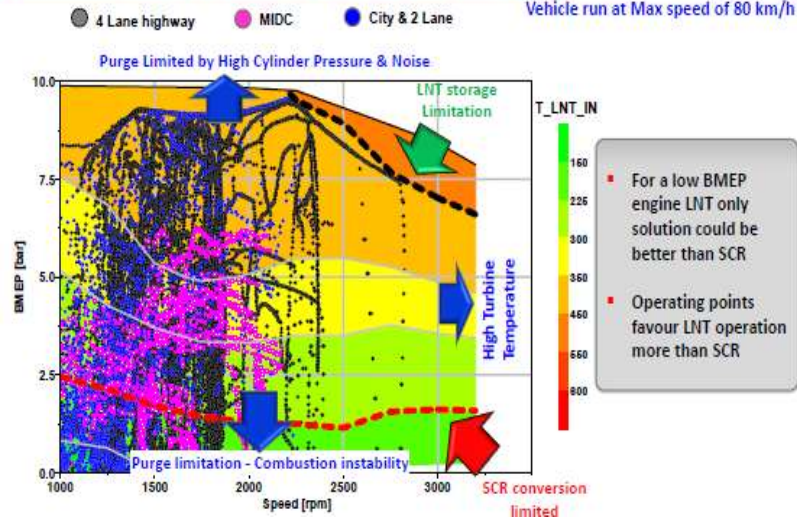 Vehicle run at Max speed of 80 km/h
4 Lane highway
MIDC
City & 2 Lane
Purge Limited by High Cylinder Pressure & Noise
LNT storage
Limitation
T_LNT_IN
10.0
7.5
5.0
2.5
0.0
BMEP [bar]
1000
1500
2000
2500
3000
Speed [rpm]
High Turbine
Temperature
Purge limitation - Combustion instability
SCR conversion
limited
160
225
300
360
460
560
600
For a low BMEP
engine LNT only
solution could be
better than SCR
Operating points
favour LNT operation
more than SCR